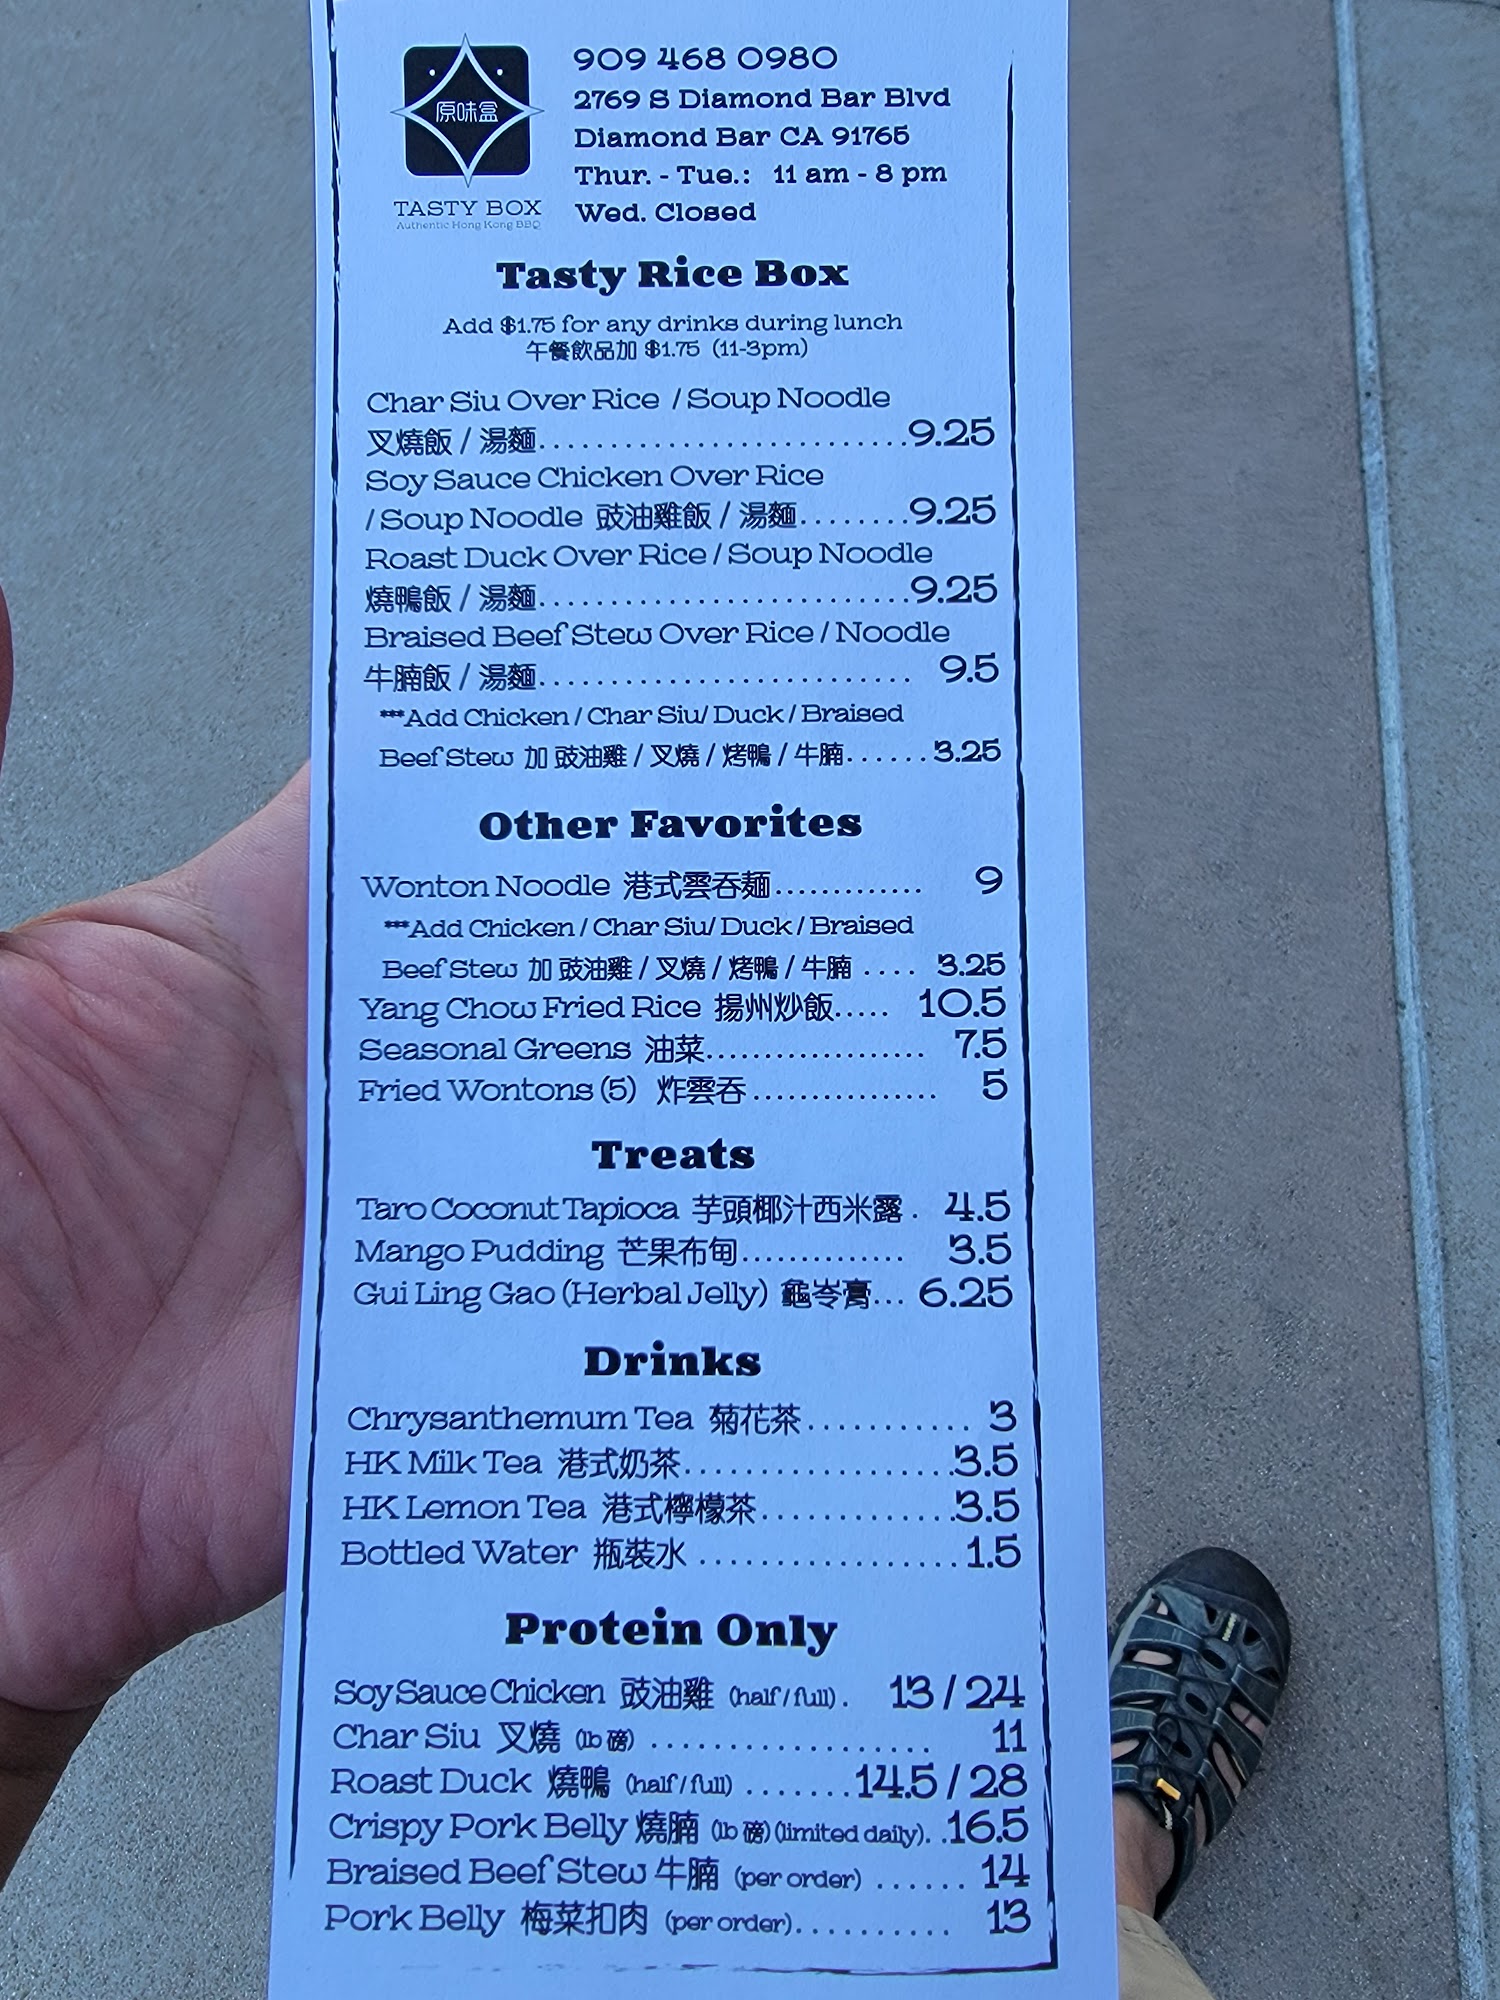 原味盒
TASTY BOX
Authentic Hong Kong BBQ
909 468 0980
2769 S Diamond Bar Blvd
Diamond Bar CA 91765
Thur. - Tue.: 11 am - 8 pm
Wed. Closed
Tasty Rice Box
Add $1.75 for any drinks during lunch
午餐飲品加 $1.75 (11-3pm)
Char Siu Over Rice / Soup Noodle
叉燒飯 / 湯麵.............................9.25
Soy Sauce Chicken Over Rice
/ Soup Noodle 豉油雞飯 / 湯麵........9.25
Roast Duck Over Rice / Soup Noodle
燒鴨飯 / 湯麵.............................9.25
Braised Beef Stew Over Rice / Noodle
牛腩飯 / 湯麵............................. 9.5
***Add Chicken / Char Siu/ Duck / Braised
Beef Stew 加 豉油雞 / 叉燒 / 烤鴨 / 牛腩......3.25
Other Favorites
Wonton Noodle 港式雲吞麵............. 9
***Add Chicken / Char Siu/ Duck / Braised
Beef Stew 加 豉油雞 / 叉燒 / 烤鴨 / 牛腩 .... 3.25
Yang Chow Fried Rice 揚州炒飯..... 10.5
Seasonal Greens 油菜.................... 7.5
Fried Wontons (5) 炸雲吞................ 5
Treats
Taro Coconut Tapioca 芋頭椰汁西米露 . 4.5
Mango Pudding 芒果布甸.............. 3.5
Gui Ling Gao (Herbal Jelly) 龜岺膏... 6.25
Drinks
Chrysanthemum Tea 菊花茶........... 3
HK Milk Tea 港式奶茶...................3.5
HK Lemon Tea 港式檸檬茶.............3.5
Bottled Water 瓶裝水 .................1.5
Protein Only
Soy Sauce Chicken 豉油雞 (half / full) . 13 / 24
Char Siu 叉燒 (lb 磅) ................... 11
Roast Duck 燒鴨 (half / full) .......14.5 / 28
Crispy Pork Belly 燒腩 (lb 磅) (limited daily). .16.5
Braised Beef Stew 牛腩 (per order) ...... 14
Pork Belly 梅菜扣肉 (per order).......... 13